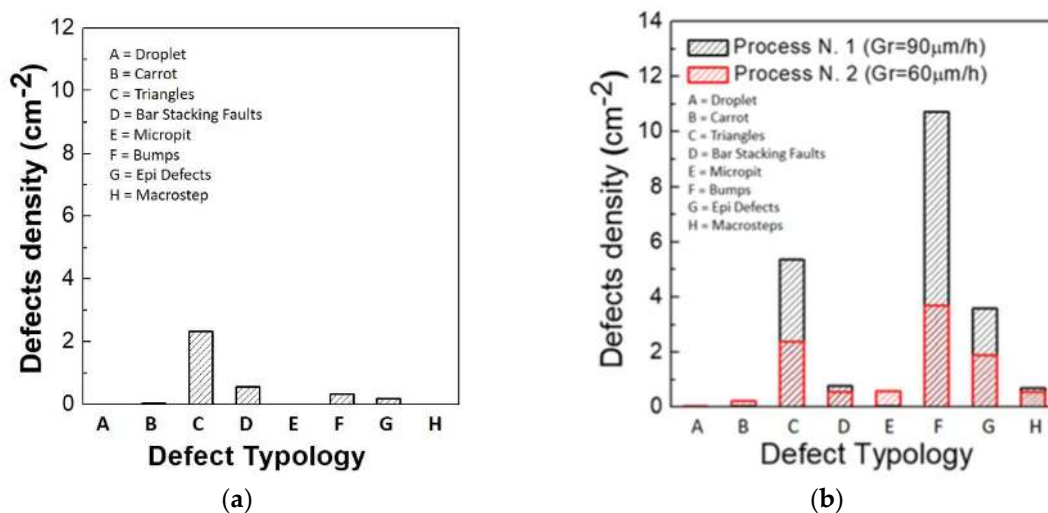 12
10
8
6
4
2
0
Defects density (cm-2)
A = Droplet
B = Carrot
C = Triangles
D = Bar Stacking Faults
E = Micropit
F = Bumps
G = Epi Defects
H = Macrostep
A B C D E F G H
Defect Typology
(a)
14
12
10
8
6
4
2
0
Defects density (cm-2)
Process N. 1 (Gr=90μm/h)
Process N. 2 (Gr=60μm/h)
A = Droplet
B = Carrot
C = Triangles
D = Bar Stacking Faults
E = Micropit
F = Bumps
G = Epi Defects
H = Macrosteps
A B C D E F G H
Defect Typology
(b)